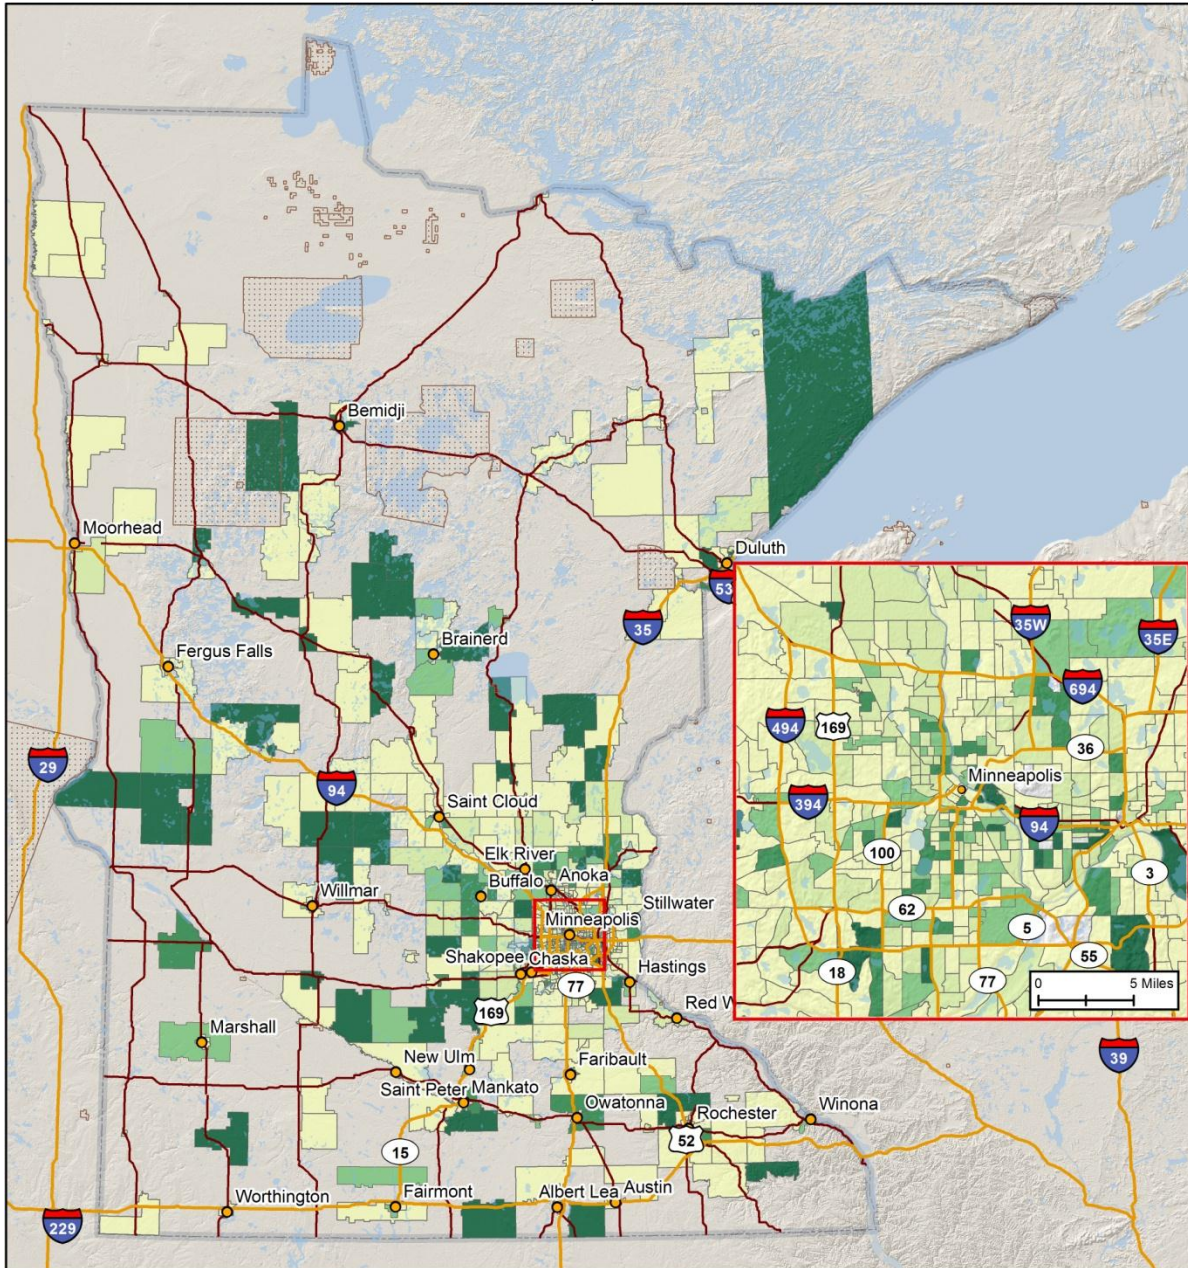 Bemidji
Moorhead
Duluth
53
35
Brainerd
Fergus Falls
35W
35E
694
494
169
36
29
94
Minneapolis
394
Saint Cloud
94
100
Elk River
Anoka
Buffalo
3
Willmar
Stillwater
62
Minneapolis
5
55
Shakopee
Chaska
Hastings
18
77
77
0
5 Miles
169
Red W
Marshall
39
New Ulm
Faribault
Saint Peter
Mankato
Owatonna
Rochester
Winona
52
15
Worthington
Fairmont
Albert Lea
Austin
229